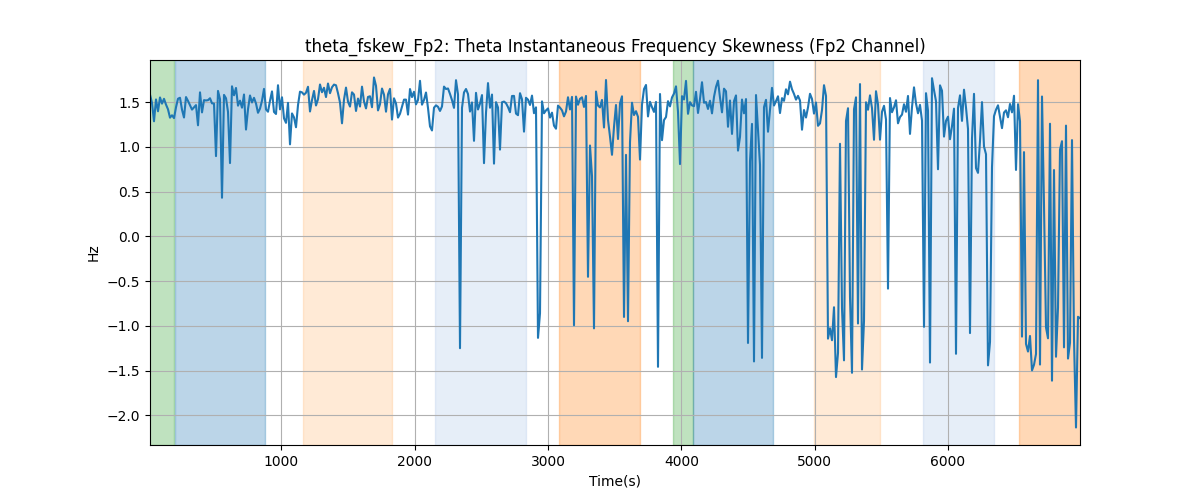 theta_fskew_Fp2: Theta Instantaneous Frequency Skewness (Fp2 Channel)
1.5
1.0
0.5
0.0
−0.5
−1.0
−1.5
−2.0
Hz
1000 2000 3000 4000 5000 6000
Time(s)